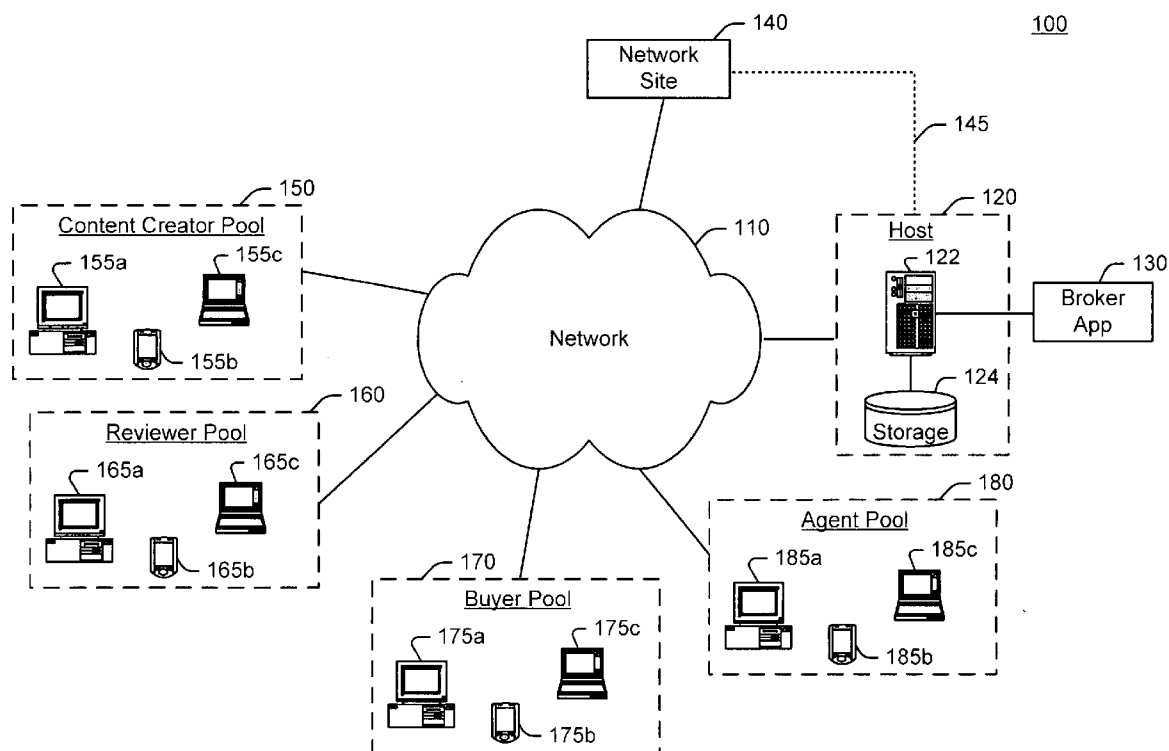 140
100
Network
Site
145
150
Content Creator Pool
155a
155c
155b
110
Network
120
Host
122
130
Broker
App
124
Storage
160
Reviewer Pool
165a
165c
165b
180
Agent Pool
185a
185c
185b
170
Buyer Pool
175a
175c
175b